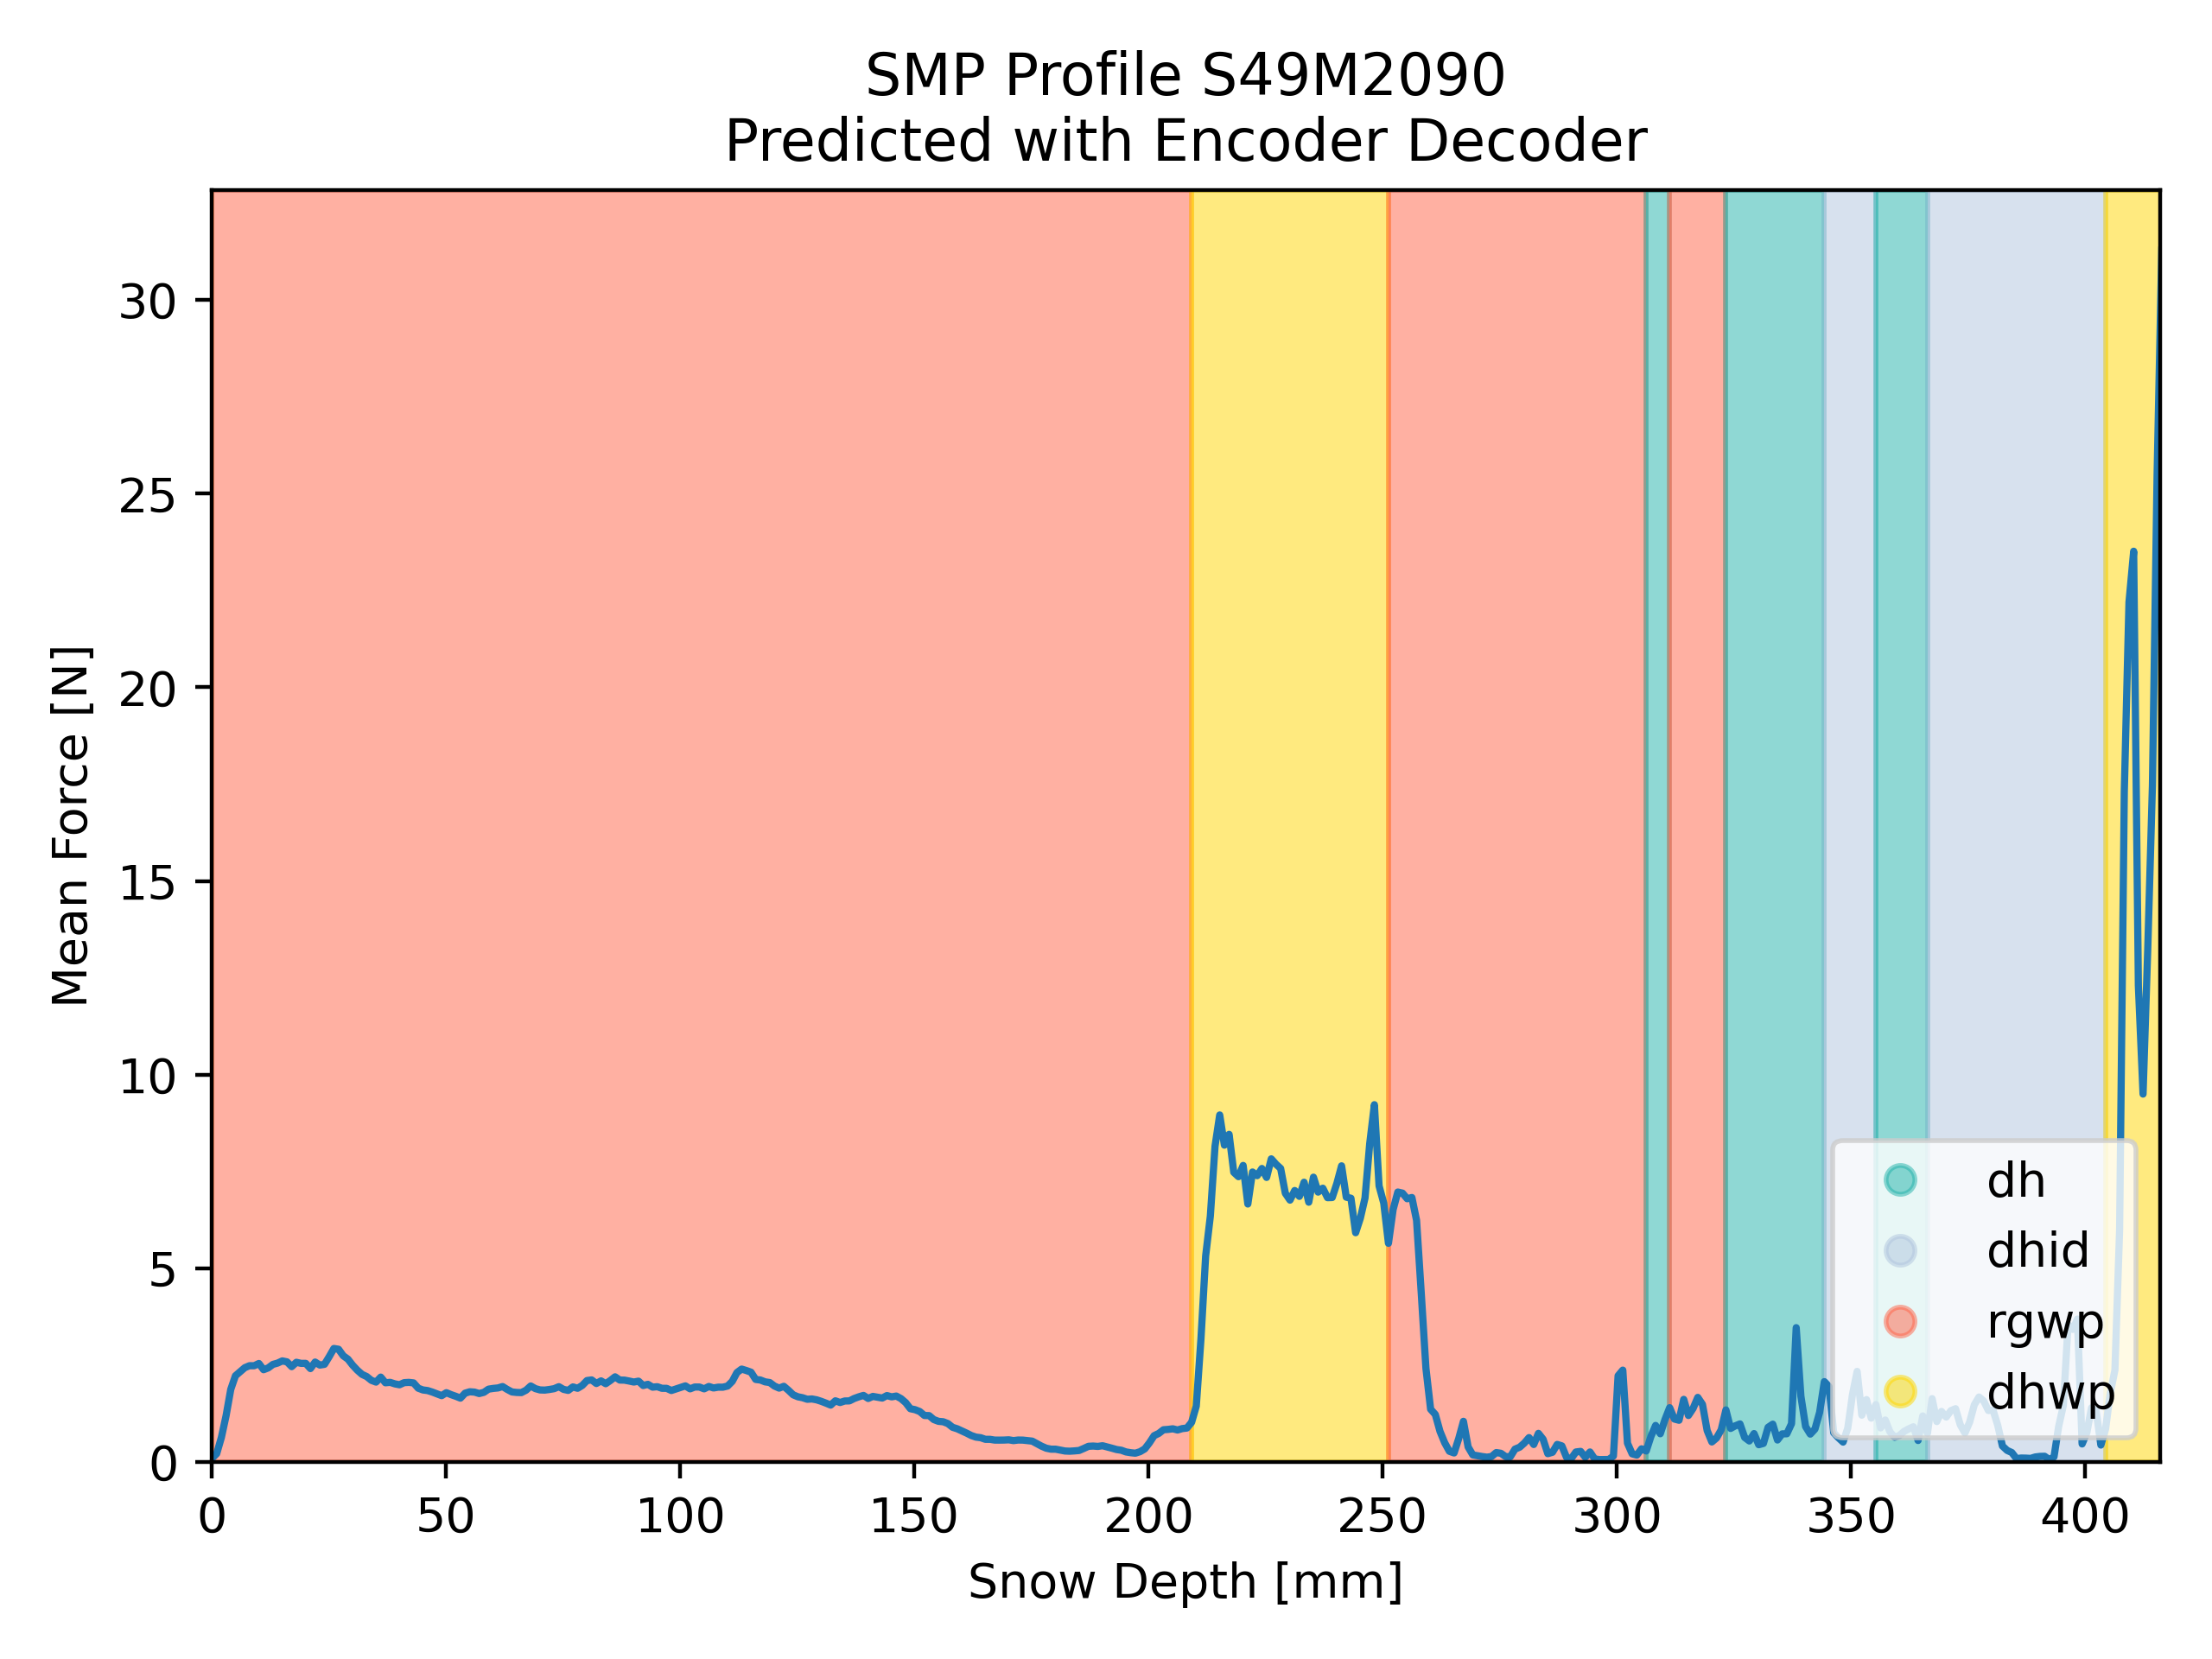 SMP Profile S49M2090
Predicted with Encoder Decoder
Mean Force [N]
30
25
20
15
10
5
0
dh
dhid
rgwp
dhwp
0 50 100 150 200 250 300 350 400
Snow Depth [mm]